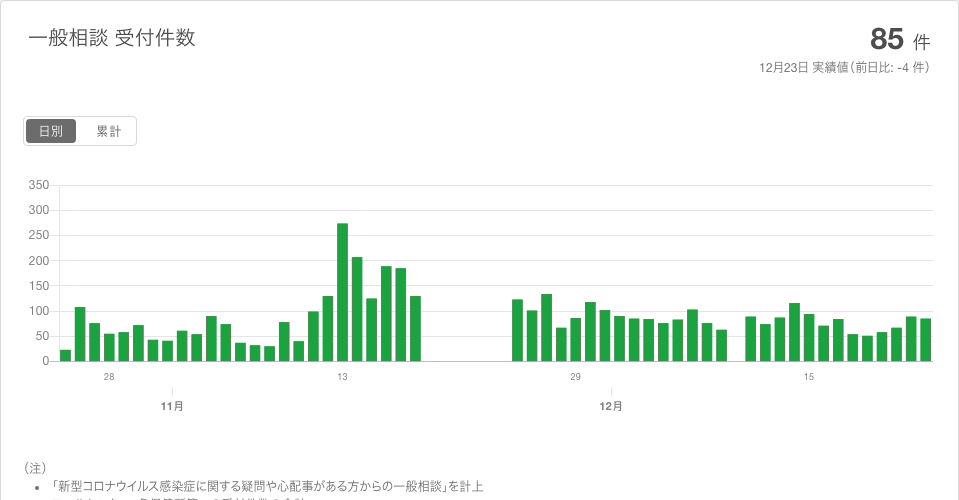 一般相談 受付件数
85 件
12月23日 実績値（前日比: -4 件）
日別 累計
350
300
250
200
150
100
50
0
28 13 29 15
11月 12月
（注）
• 「新型コロナウイルス感染症に関する疑問や心配事がある方からの一般相談」を計上